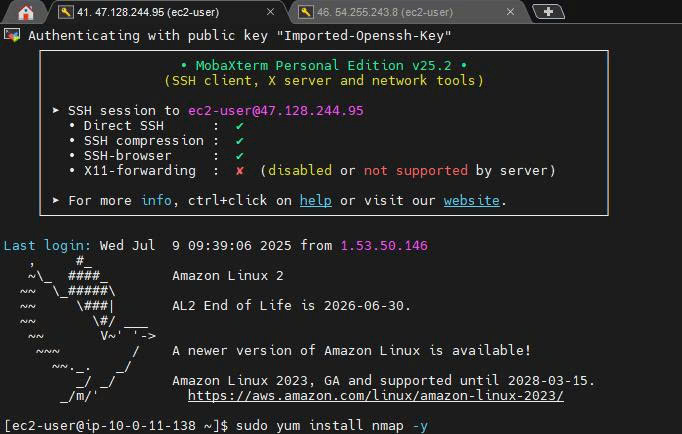 41. 47.128.244.95 (ec2-user)
46. 54.255.243.8 (ec2-user)
Authenticating with public key "Imported-Openssh-Key"
• MobaXterm Personal Edition v25.2 •
(SSH client, X server and network tools)
➤ SSH session to ec2-user@47.128.244.95
• Direct SSH      : ✔
• SSH compression : ✔
• SSH-browser     : ✔
• X11-forwarding  : ✘  (disabled or not supported by server)
➤ For more info, ctrl+click on help or visit our website.
Last login: Wed Jul  9 09:39:06 2025 from 1.53.50.146
   ,     #_
   ~\_  ####_        Amazon Linux 2
  ~~  \_#####\
  ~~     \###|       AL2 End of Life is 2026-06-30.
  ~~       \#/ ___
   ~~       V~' '->
    ~~~         /    A newer version of Amazon Linux is available!
      ~~._.   _/
         _/ _/       Amazon Linux 2023, GA and supported until 2028-03-15.
       _/m/'           https://aws.amazon.com/linux/amazon-linux-2023/
[ec2-user@ip-10-0-11-138 ~]$ sudo yum install nmap -y